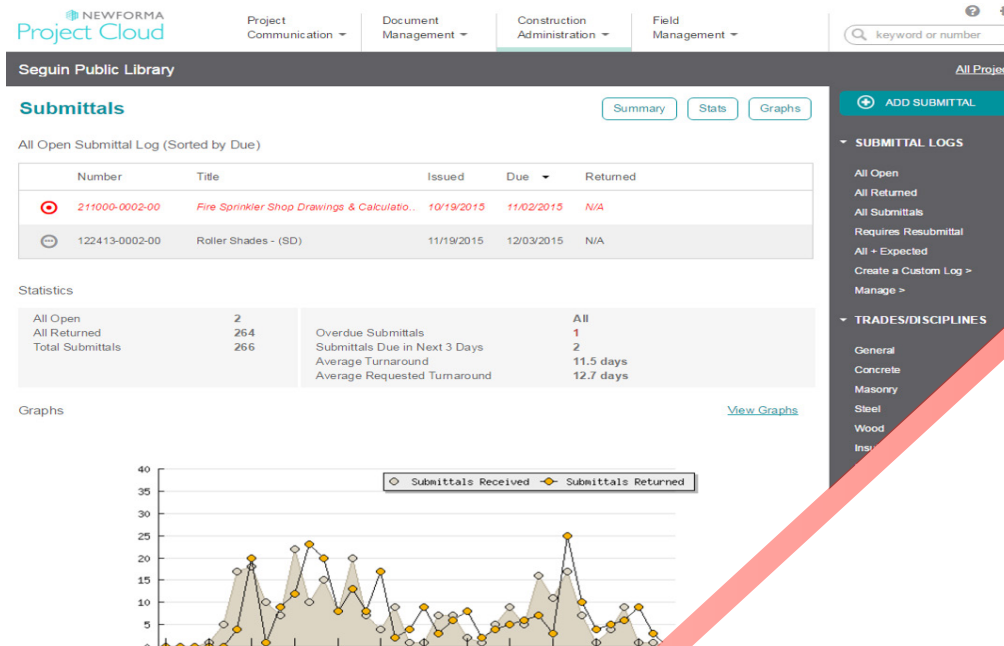 NEWFORMA
Project Cloud
Project Communication
Document Management
Construction Administration
Field Management
keyword or number
Seguin Public Library
All
Submittals
Summary Stats Graphs
ADD SUBMITTAL
All Open Submittal Log (Sorted by Due)
Number Title Issued Due Returned
211000-0002-00 Fire Sprinkler Shop Drawings & Calculatio.. 10/19/2015 11/02/2015 N/A
122413-0002-00 Roller Shades - (SD) 11/19/2015 12/03/2015 N/A
SUBMITTAL LOGS
All Open
All Returned
All Submittals
Requires Resubmittal
All + Expected
Create a Custom Log >
Manage >
Statistics
All Open 2
All Returned 264
Total Submittals 266
All
Overdue Submittals 1
Submittals Due in Next 3 Days 2
Average Turnaround 11.5 days
Average Requested Turnaround 12.7 days
TRADES/DISCIPLINES
General
Concrete
Masonry
Steel
Wood
Graphs
View Graphs
Submittals Received Submittals Returned
40
35
30
25
20
15
10
5
0